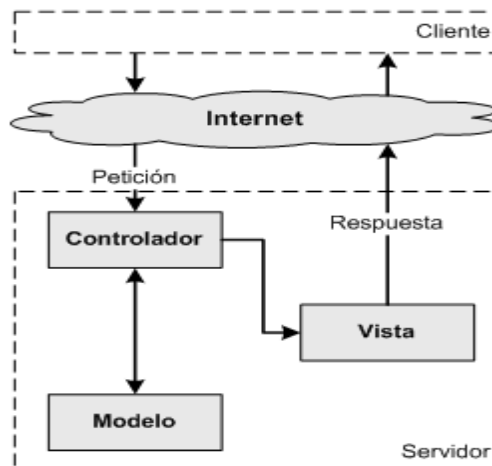 Cliente
Internet
Petición
Controlador
Respuesta
Vista
Modelo
Servidor